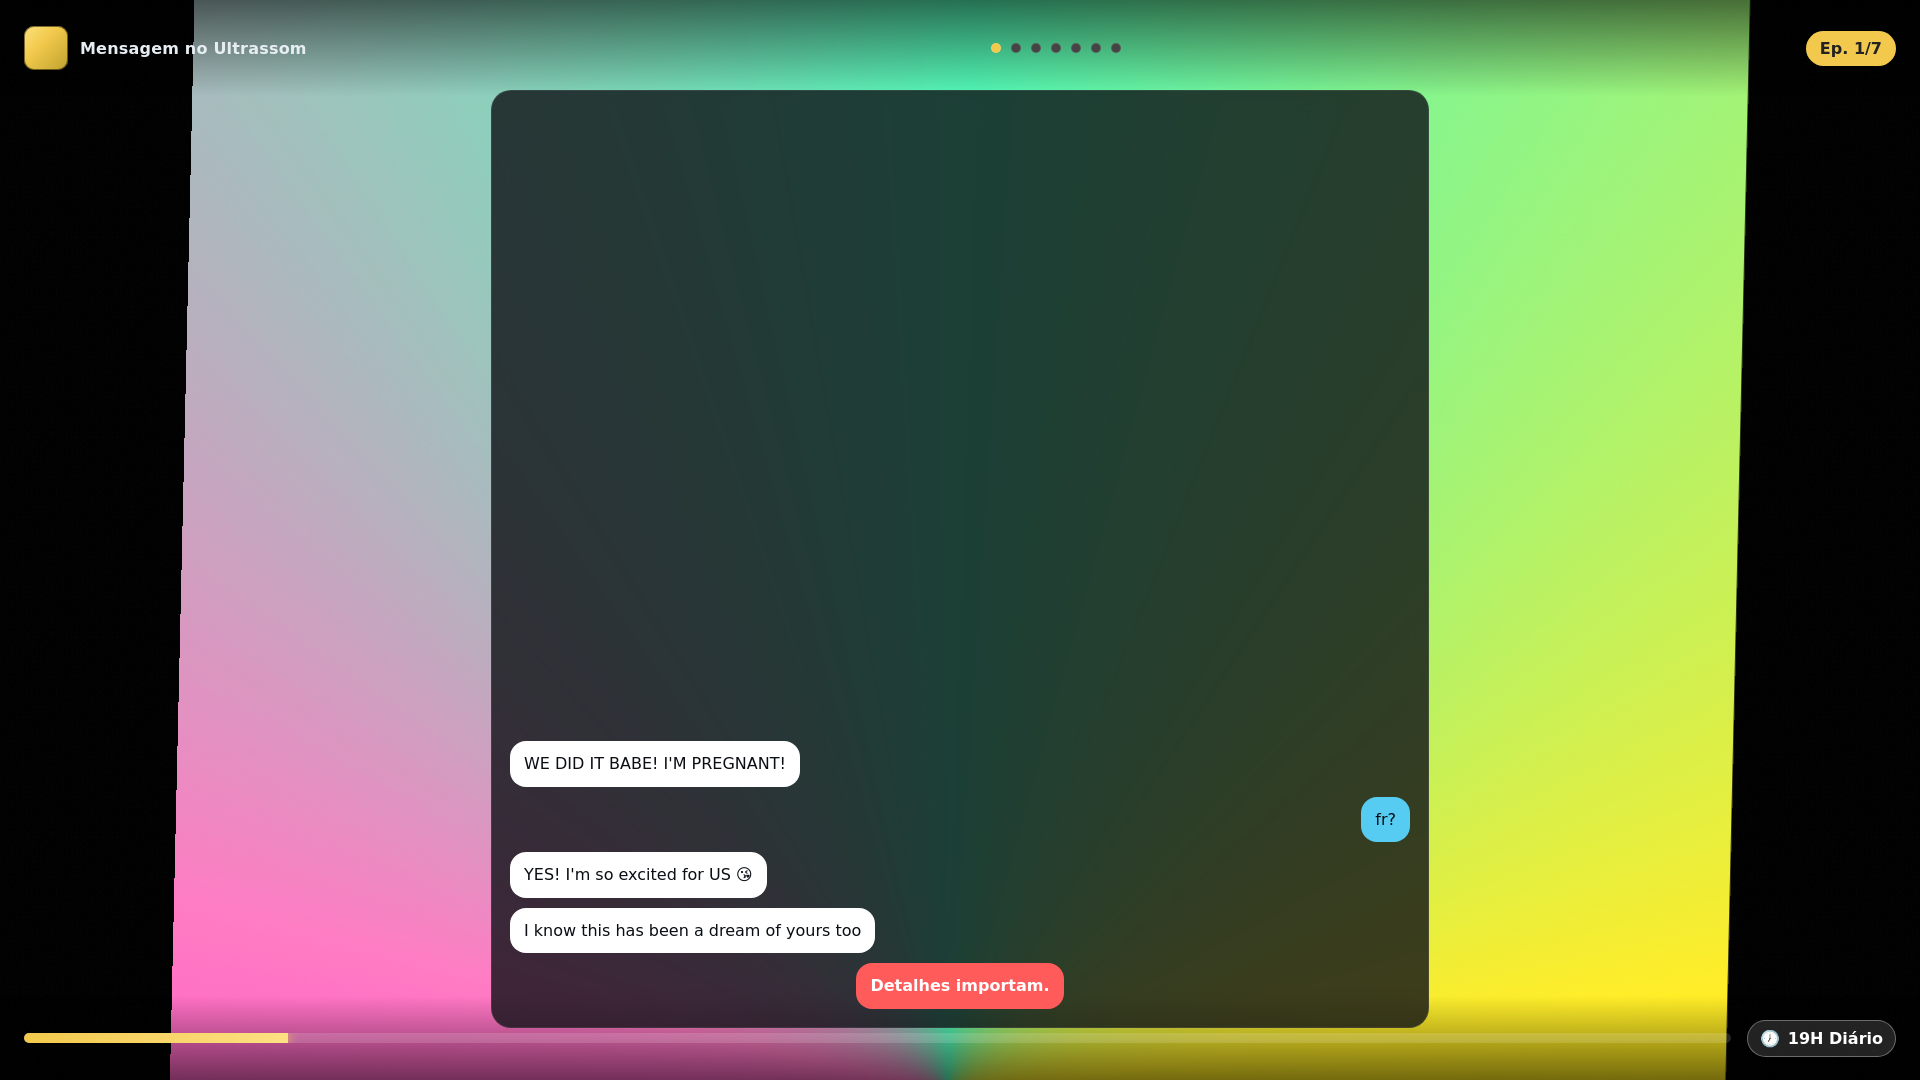 Mensagem no Ultrassom
Ep. 1/7
WE DID IT BABE! I'M PREGNANT!
fr?
YES! I'm so excited for US 😘
I know this has been a dream of yours too
Detalhes importam.
🕖 19H Diário